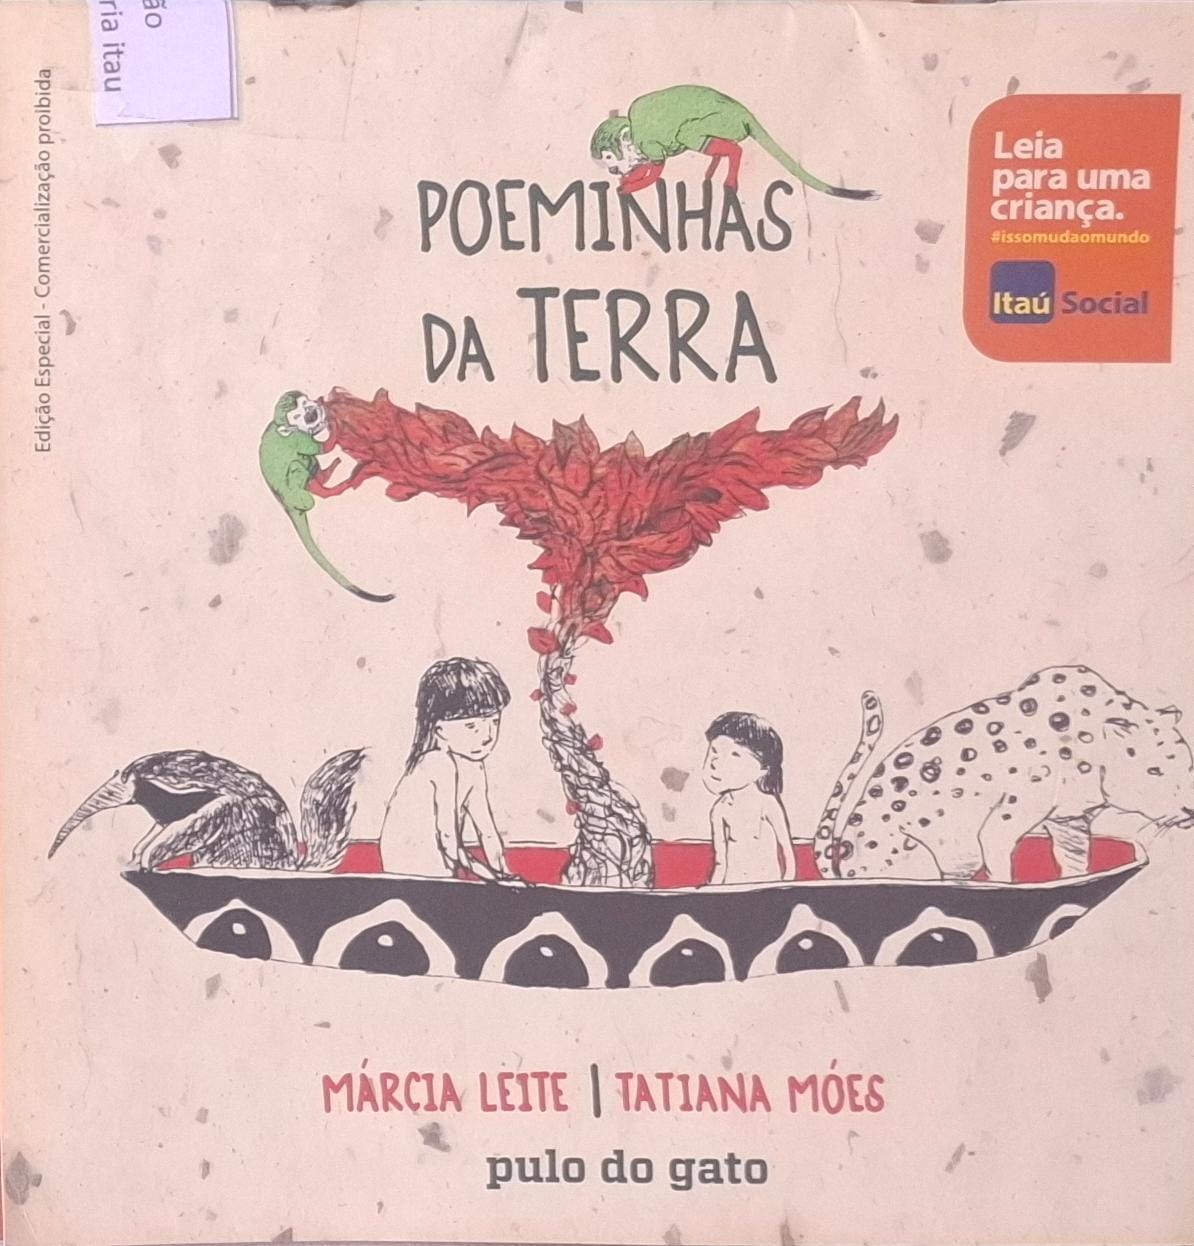 ão
ria itau
Edição Especial - Comercialização proibida
POEMINHAS
DA TERRA
Leia
para uma
criança.
#issomudaomundo
Itaú Social
MÁRCIA LEITE | TATIANA MÓES
pulo do gato